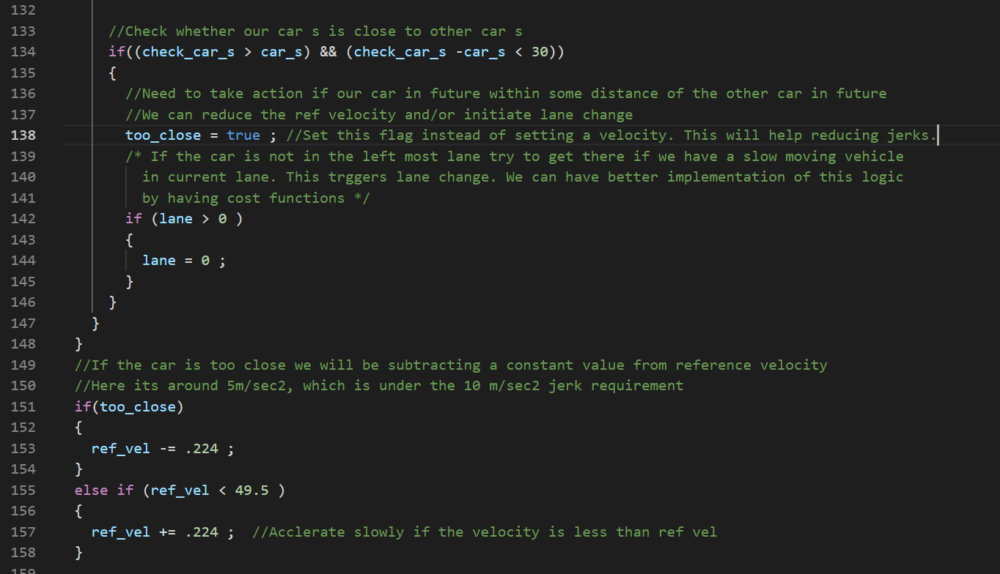 132
133 //Check whether our car s is close to other car s
134 if((check_car_s > car_s) && (check_car_s -car_s < 30))
135 {
136 //Need to take action if our car in future within some distance of the other car in future
137 //We can reduce the ref velocity and/or initiate lane change
138 too_close = true ; //Set this flag instead of setting a velocity. This will help reducing jerks.
139 /* If the car is not in the left most lane try to get there if we have a slow moving vehicle
140 in current lane. This trggers lane change. We can have better implementation of this logic
141 by having cost functions */
142 if (lane > 0 )
143 {
144 lane = 0 ;
145 }
146 }
147 }
148 }
149 //If the car is too close we will be subtracting a constant value from reference velocity
150 //Here its around 5m/sec2, which is under the 10 m/sec2 jerk requirement
151 if(too_close)
152 {
153 ref_vel -= .224 ;
154 }
155 else if (ref_vel < 49.5 )
156 {
157 ref_vel += .224 ; //Acclerate slowly if the velocity is less than ref vel
158 }
159